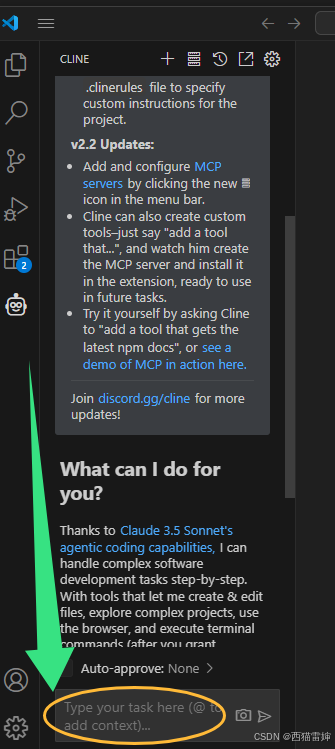 CLINE
.clinerules file to specify
custom instructions for the
project.
v2.2 Updates:
Add and configure MCP
servers by clicking the new
icon in the menu bar.
Cline can also create custom
tools–just say "add a tool
that...", and watch him create
the MCP server and install it
in the extension, ready to use
in future tasks.
Try it yourself by asking Cline
to "add a tool that gets the
latest npm docs", or see a
demo of MCP in action here.
Join discord.gg/cline for more
updates!
2
What can I do for
you?
Thanks to Claude 3.5 Sonnet's
agentic coding capabilities, I can
handle complex software
development tasks step-by-step.
With tools that let me create & edit
files, explore complex projects, use
the browser, and execute terminal
commands (after you grant
Auto-approve: None
Type your task here (@ to
add context)...
CSDN @西猫雷婶